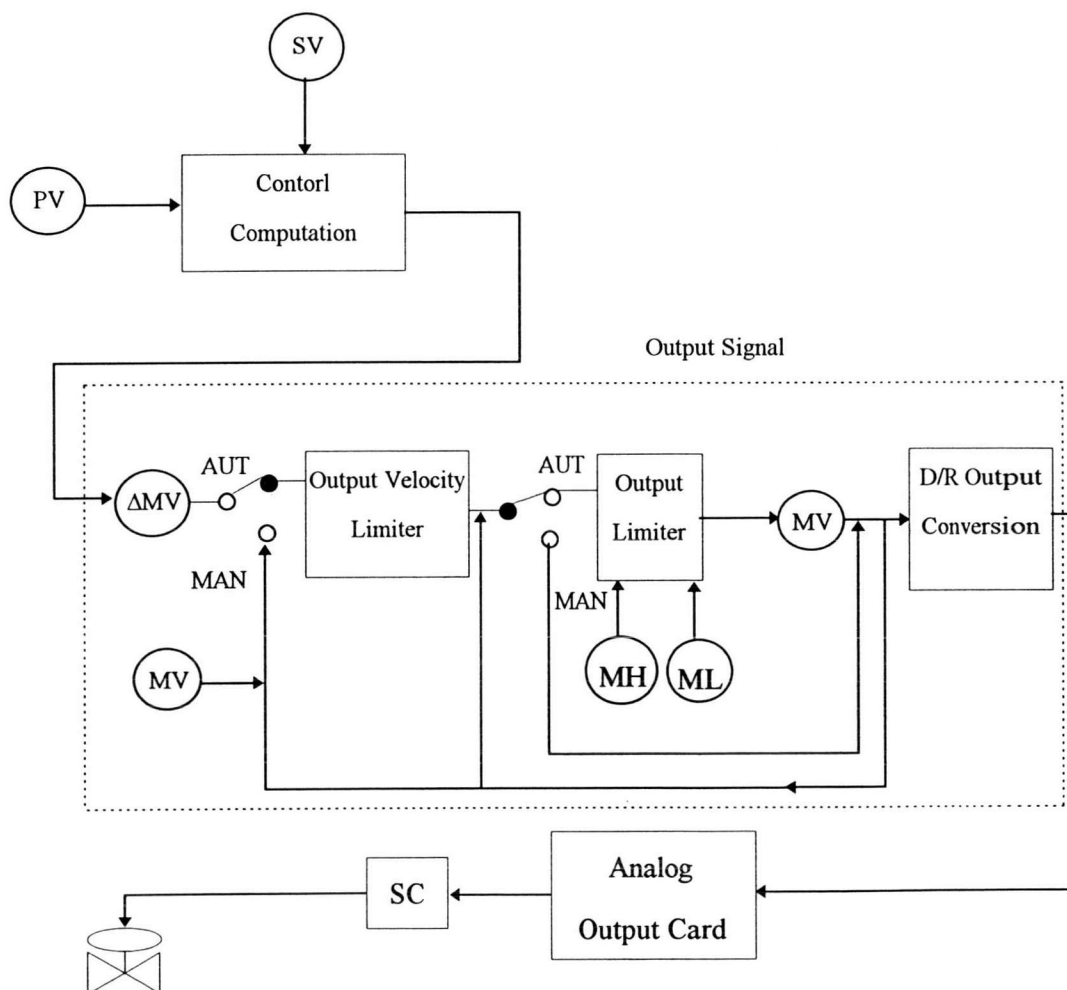 SV
PV
Contorl
Computation
Output Signal
ΔMV
AUT
MAN
Output Velocity
Limiter
AUT
MAN
Output
Limiter
MV
D/R Output
Conversion
MV
MH
ML
SC
Analog
Output Card